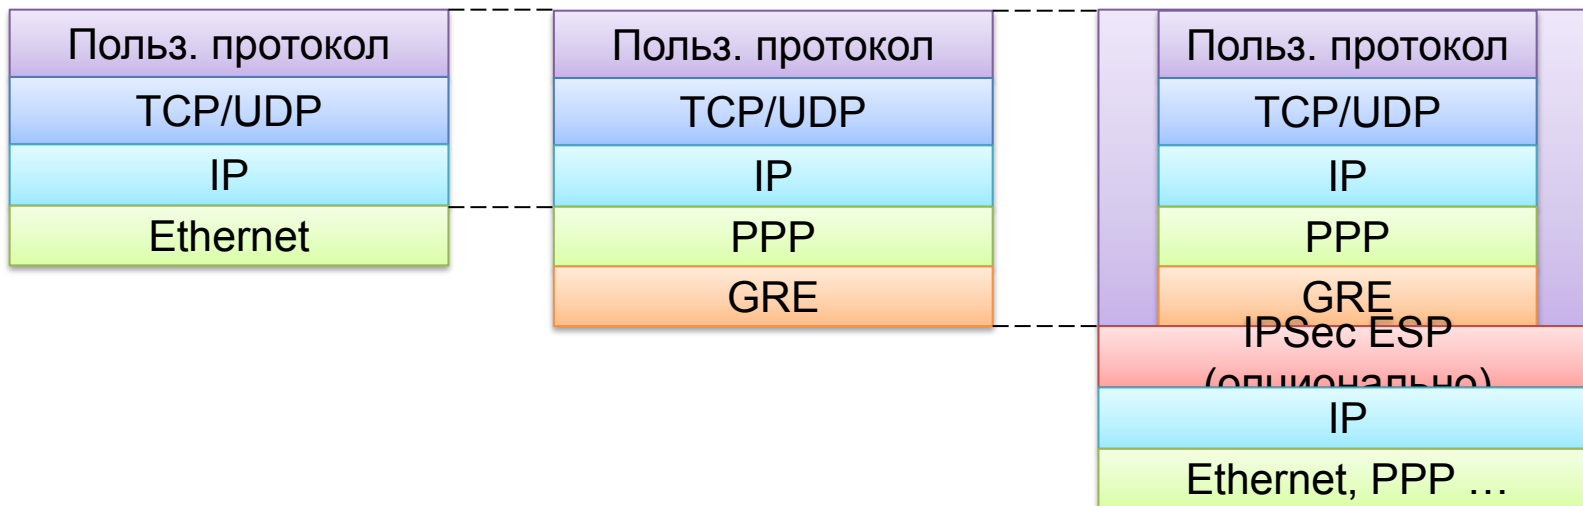 Польз. протокол
TCP/UDP
IP
Ethernet
Польз. протокол
TCP/UDP
IP
PPP
GRE
Польз. протокол
TCP/UDP
IP
PPP
GRE
IPSec ESP
(опционально)
IP
Ethernet, PPP …